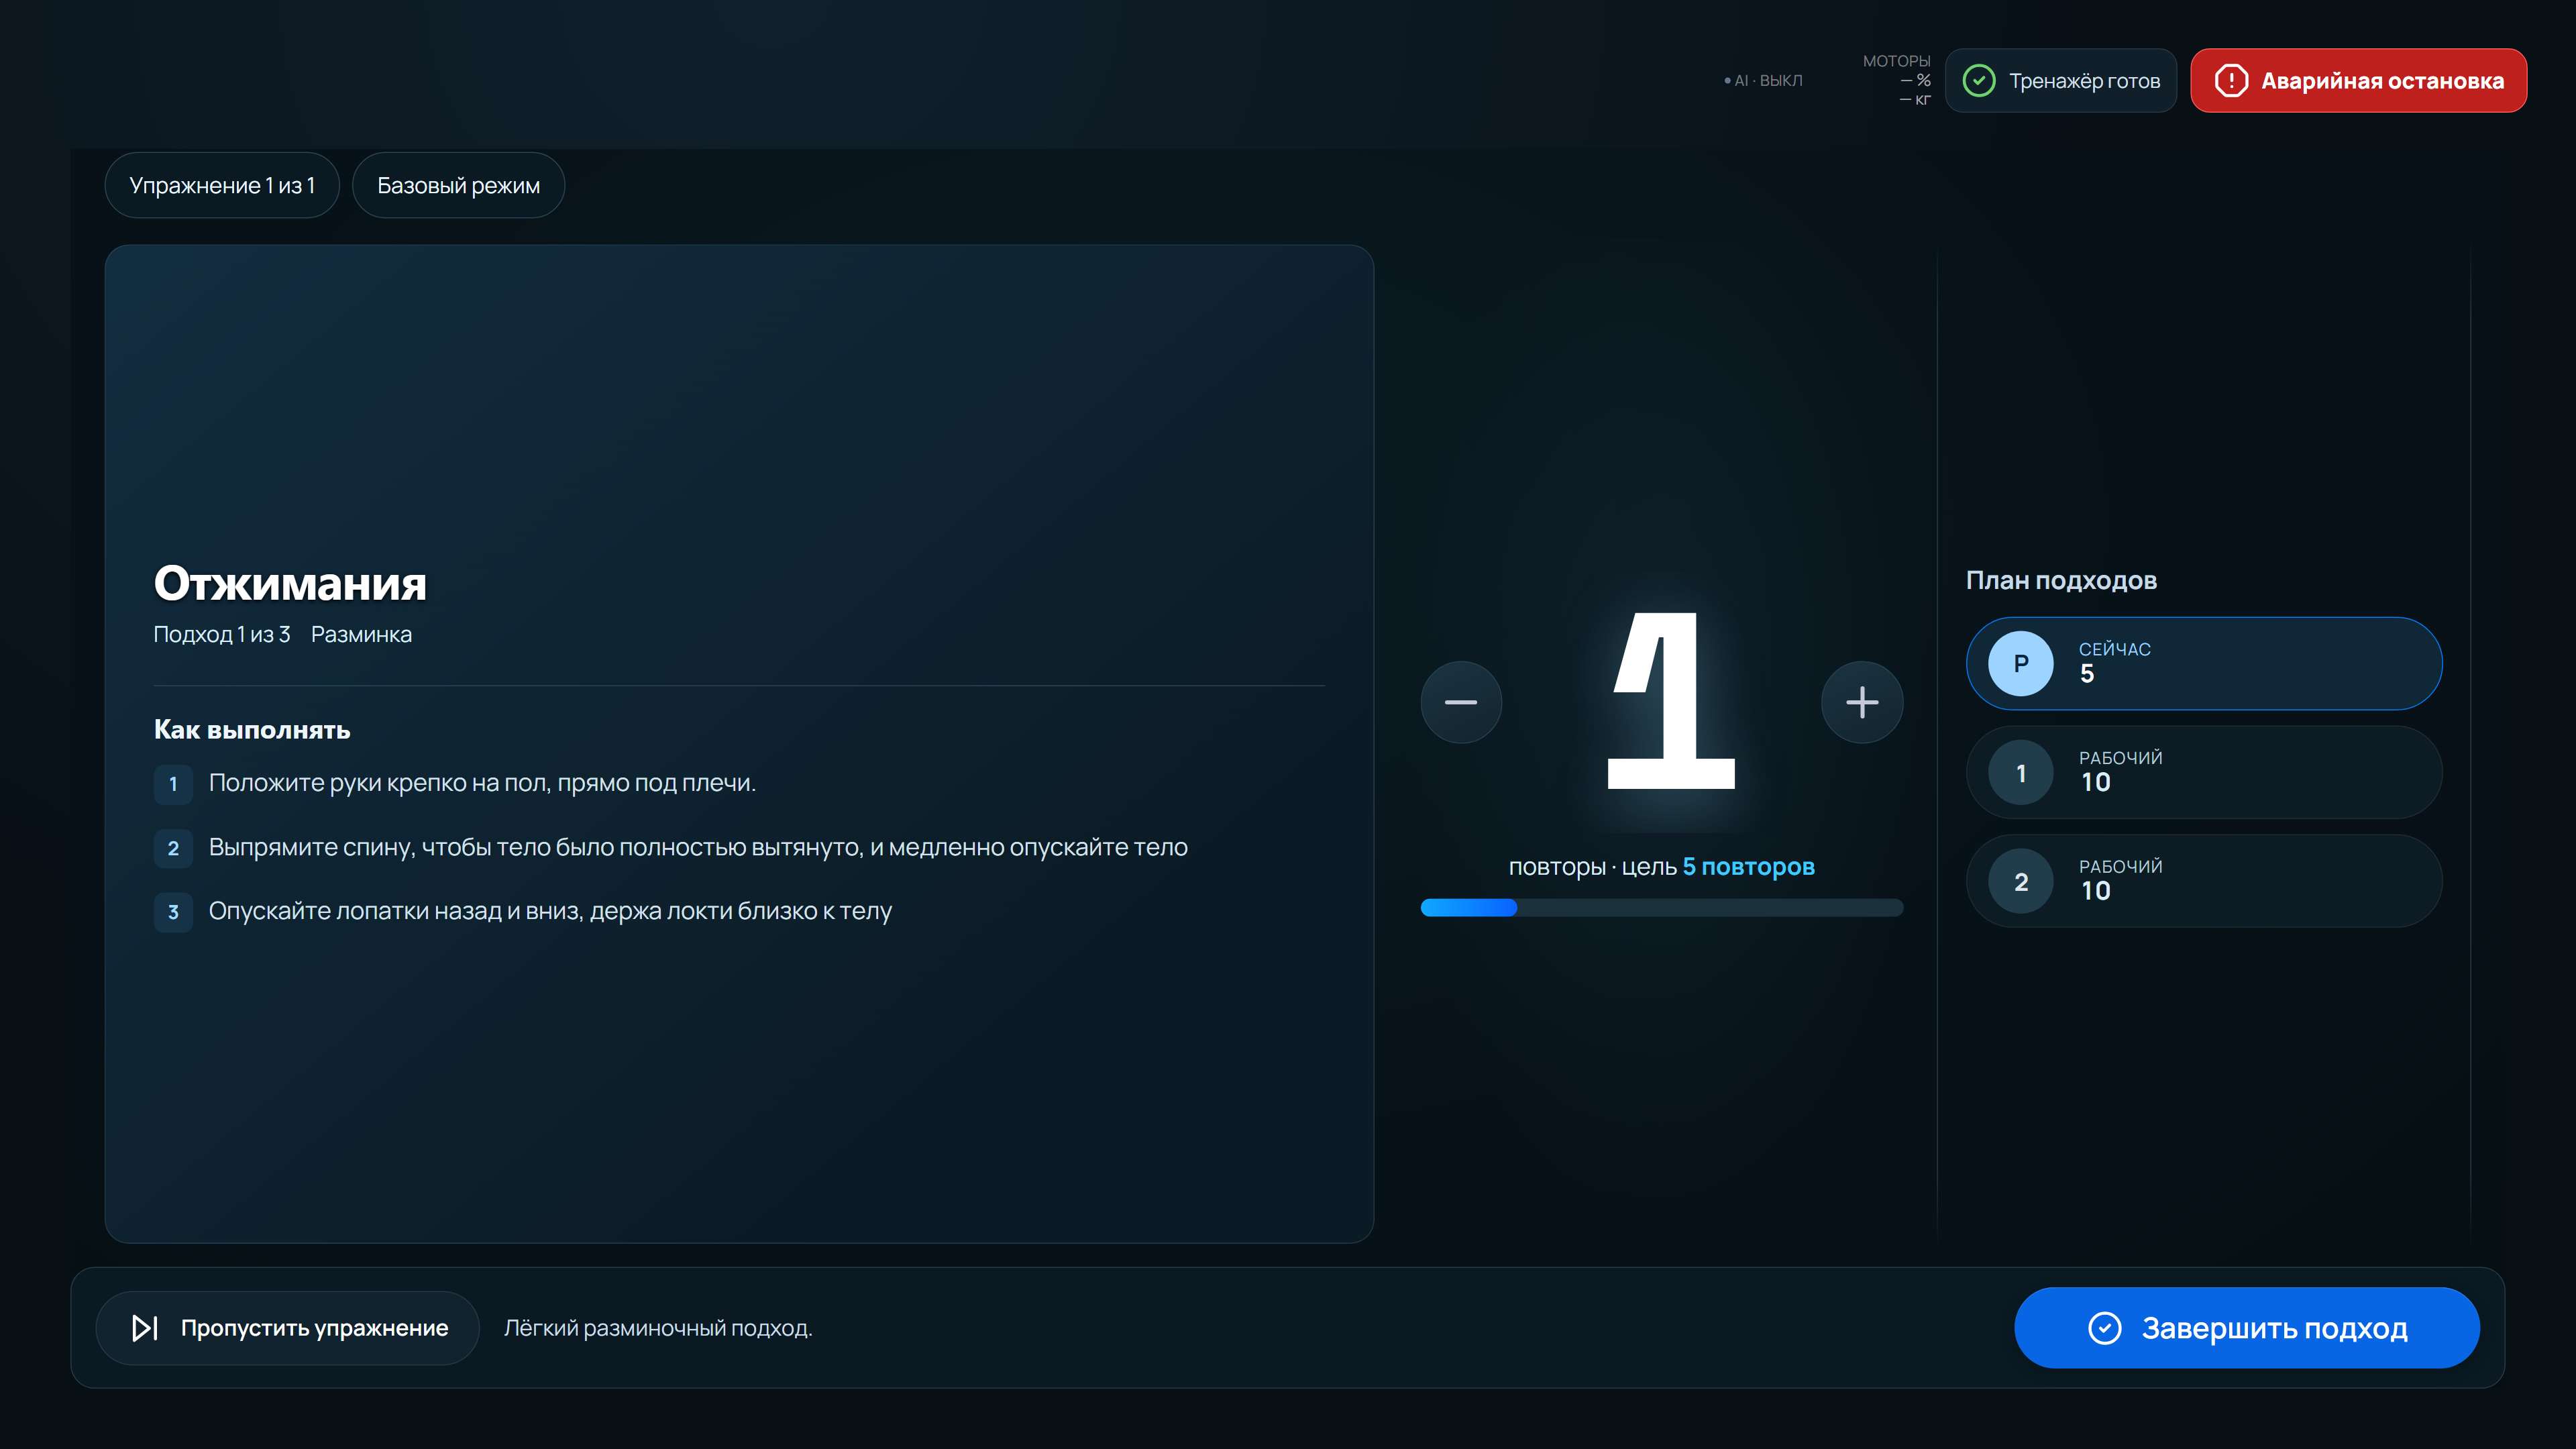 AI · ВЫКЛ
МОТОРЫ
— %
— кг
Тренажёр готов
Аварийная остановка
Упражнение 1 из 1
Базовый режим
Отжимания
Подход 1 из 3 Разминка
Как выполнять
1 Положите руки крепко на пол, прямо под плечи.
2 Выпрямите спину, чтобы тело было полностью вытянуто, и медленно опускайте тело
3 Опускайте лопатки назад и вниз, держа локти близко к телу
1
повторы · цель 5 повторов
План подходов
Р
СЕЙЧАС
5
1
РАБОЧИЙ
10
2
РАБОЧИЙ
10
Пропустить упражнение
Лёгкий разминочный подход.
Завершить подход